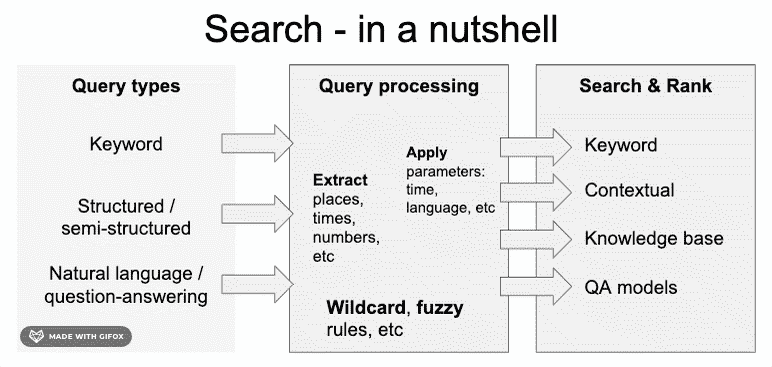 Search - in a nutshell
Query types
Keyword
Structured /
semi-structured
Natural language /
question-answering
MADE WITH GIFOX
Query processing
Extract
places,
times,
numbers,
etc
Apply
parameters:
time,
language, etc
Wildcard, fuzzy
rules, etc
Search & Rank
Keyword
Contextual
Knowledge base
QA models